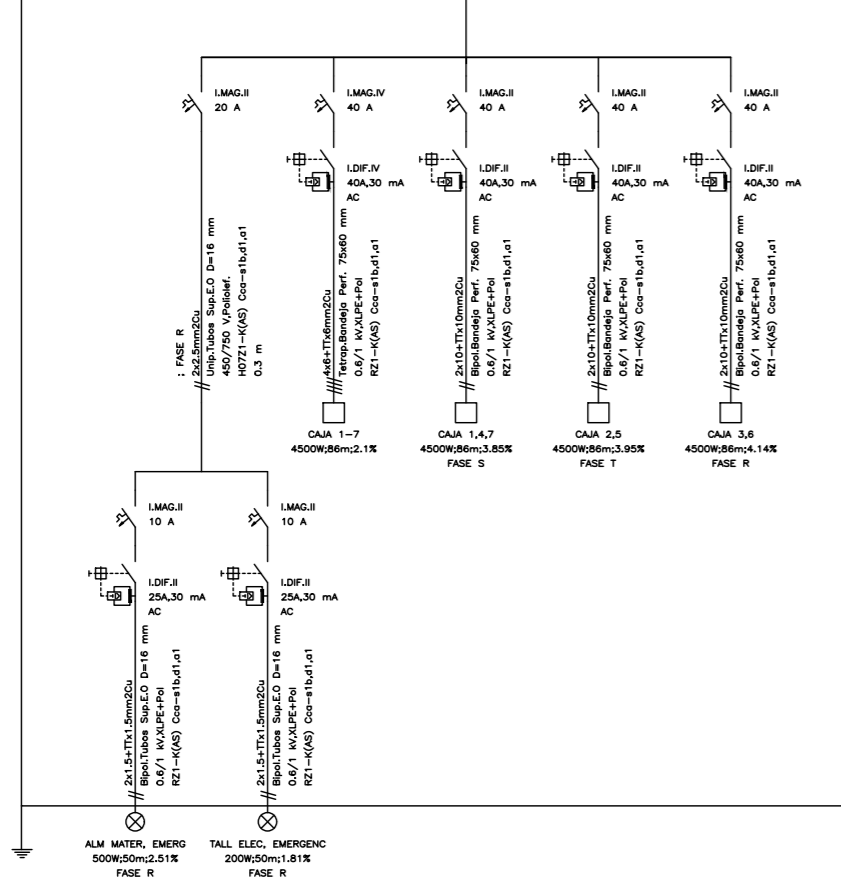 I.MAG.II
20 A
I.MAG.IV
40 A
I.MAG.II
40 A
I.MAG.II
40 A
I.MAG.II
40 A
I.DIF.IV
40A,30 mA
AC
I.DIF.II
40A,30 mA
AC
I.DIF.II
40A,30 mA
AC
I.DIF.II
40A,30 mA
AC
; FASE R
2x2.5mm2Cu
Unip.Tubos Sup.E.O D=16 mm
450/750 V,Poliolef.
H07Z1-K(AS) Cca-s1b,d1,a1
0.3 m
4x6+TTx6mm2Cu
Tetrap.Bandeja Perf. 75x60 mm
0.6/1 kV,XLPE+Pol
RZ1-K(AS) Cca-s1b,d1,a1
2x10+TTx10mm2Cu
Bipol.Bandeja Perf. 75x60 mm
0.6/1 kV,XLPE+Pol
RZ1-K(AS) Cca-s1b,d1,a1
2x10+TTx10mm2Cu
Bipol.Bandeja Perf. 75x60 mm
0.6/1 kV,XLPE+Pol
RZ1-K(AS) Cca-s1b,d1,a1
2x10+TTx10mm2Cu
Bipol.Bandeja Perf. 75x60 mm
0.6/1 kV,XLPE+Pol
RZ1-K(AS) Cca-s1b,d1,a1
CAJA 1-7
4500W;86m;2.1%
CAJA 1,4,7
4500W;86m;3.85%
FASE S
CAJA 2,5
4500W;86m;3.95%
FASE T
CAJA 3,6
4500W;86m;4.14%
FASE R
I.MAG.II
10 A
I.MAG.II
10 A
I.DIF.II
25A,30 mA
AC
I.DIF.II
25A,30 mA
AC
2x1.5+TTx1.5mm2Cu
Bipol.Tubos Sup.E.O D=16 mm
0.6/1 kV,XLPE+Pol
RZ1-K(AS) Cca-s1b,d1,a1
2x1.5+TTx1.5mm2Cu
Bipol.Tubos Sup.E.O D=16 mm
0.6/1 kV,XLPE+Pol
RZ1-K(AS) Cca-s1b,d1,a1
ALM MATER, EMERG
500W;50m;2.51%
FASE R
TALL ELEC, EMERGENC
200W;50m;1.81%
FASE R